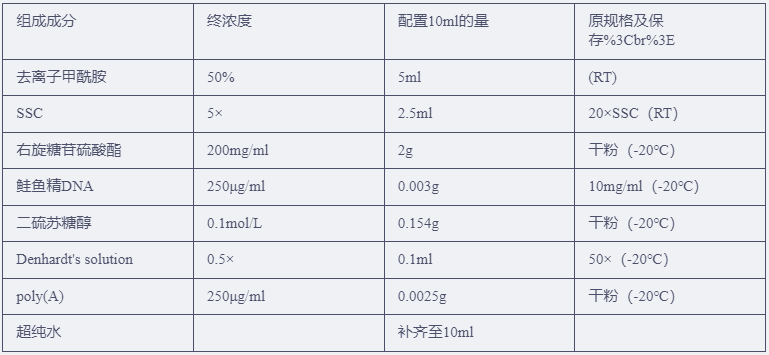 组成成分 终浓度 配置10ml的量 原规格及保
存%3Cbr%3E
去离子甲酰胺 50% 5ml (RT)
SSC 5× 2.5ml 20×SSC（RT）
右旋糖苷硫酸酯 200mg/ml 2g 干粉（-20℃）
鲑鱼精DNA 250μg/ml 0.003g 10mg/ml（-20℃）
二硫苏糖醇 0.1mol/L 0.154g 干粉（-20℃）
Denhardt's solution 0.5× 0.1ml 50×（-20℃）
poly(A) 250μg/ml 0.0025g 干粉（-20℃）
超纯水 补齐至10ml